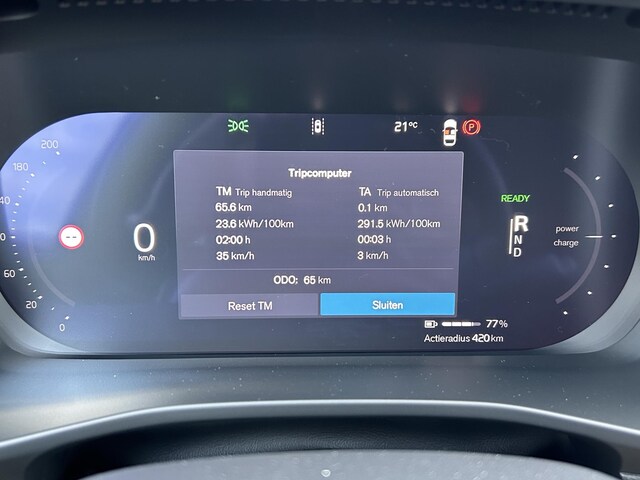 21°C
P
Tripcomputer
TM Trip handmatig
TA Trip automatisch
65.6 km
0.1 km
23.6 kWh/100km
291.5 kWh/100km
02:00 h
00:03 h
35 km/h
3 km/h
ODO: 65 km
Reset TM
Sluiten
200
180
60
20
0
--
0
km/h
READY
R
N
D
power
charge
77%
Actieradius 420 km